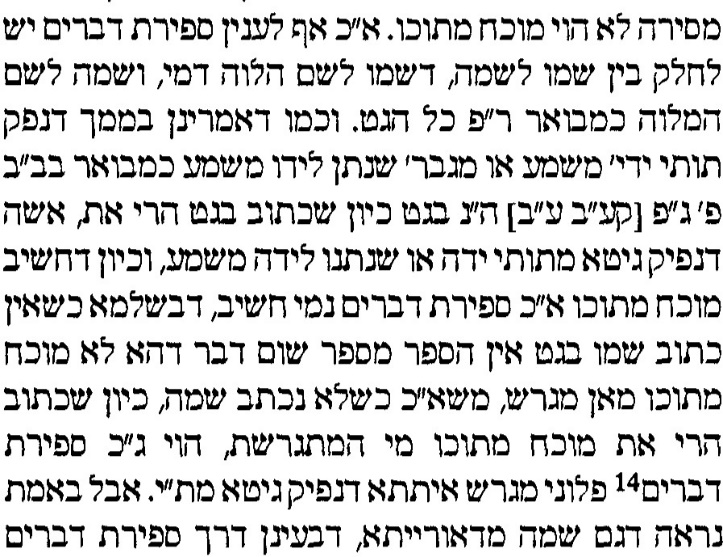 מסירה לא הוי מוכח מתוכו. א״כ אף לענין ספירת דברים יש
לחלק בין שמו לשמה, דשמו לשם הלוה דמי, ושמה לשם
המלוה כמבואר ר״פ כל הגט. וכמו דאמרינן בממך דנפק
תותי ידי׳ משמע או מגבר׳ שנתן לידו משמע כמבואר בב״ב
פ׳ ג״פ [קע״ב ע״ב] ה״נ בגט כיון שכתוב בגט הרי את, אשה
דנפיק גיטא מתותי ידה או שנתנו לידה משמע, וכיון דחשיב
מוכח מתוכו א״כ ספירת דברים נמי חשיב, דבשלמא כשאין
כתוב שמו בגט אין הספר מספר שום דבר דהא לא מוכח
מתוכו מאן מגרש, משא״כ כשלא נכתב שמה, כיון שכתוב
הרי את מוכח מתוכו מי המתגרשת, הוי ג״כ ספירת
דברים14 פלוני מגרש איתתא דנפיק גיטא מת״י. אבל באמת
נראה דגם שמה מדאורייתא, דבעינן דרך ספירת דברים